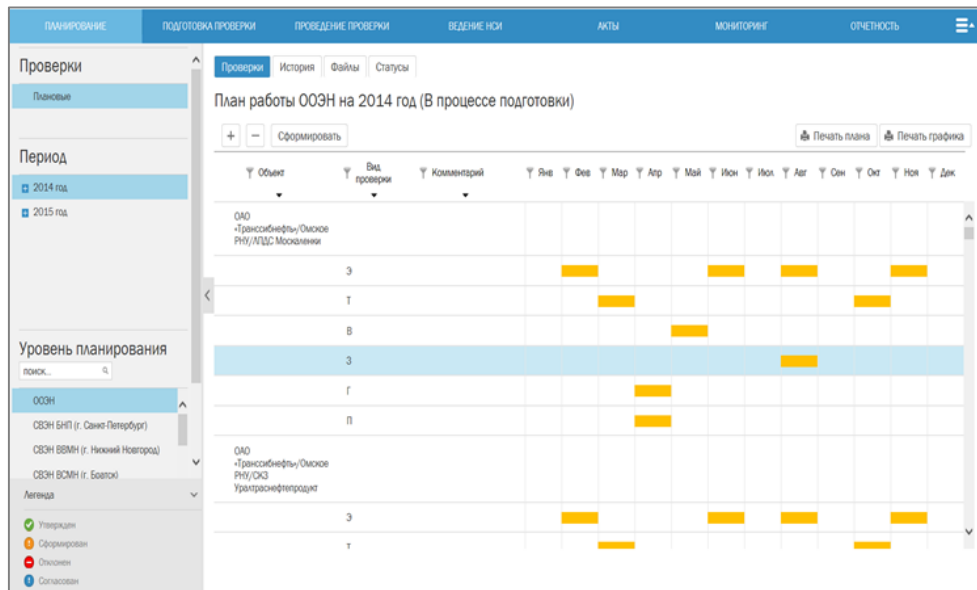 ПЛАНИРОВАНИЕ ПОДГОТОВКА ПРОВЕРКИ ПРОВЕДЕНИЕ ПРОВЕРКИ ВЕДЕНИЕ НСИ АКТЫ МОНИТОРИНГ ОТЧЕТНОСТЬ
Проверки
Плановые
Период
2014 год
2015 год
Уровень планирования
поиск...
ООЭН
СВЭН БНП (г. Санкт-Петербург)
СВЭН ВВМН (г. Нижний Новгород)
СВЭН ВСМН (г. Братск)
Легенда
Утвержден
Сформирован
Отклонен
Согласован
Проверки История Файлы Статусы
План работы ООЭН на 2014 год (В процессе подготовки)
+ − Сформировать Печать плана Печать графика
Объект Вид проверки Комментарий Янв Фев Мар Апр Май Июн Июл Авг Сен Окт Ноя Дек
ОАО
«Транссибнефть»/Омское
РНУ/ЛПДС Москаленки
Э
Т
В
З
Г
П
ОАО
«Транссибнефть»/Омское
РНУ/СКЗ
Уралтраснефтепродукт
Э
Т